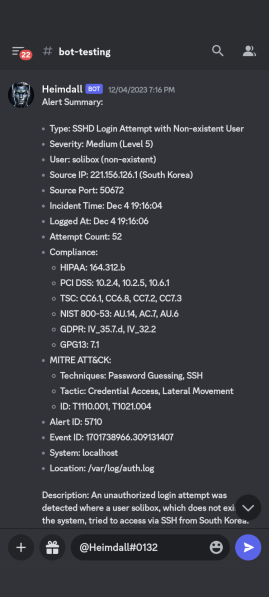 22
# bot-testing
Heimdall BOT 12/04/2023 7:16 PM
Alert Summary:
• Type: SSHD Login Attempt with Non-existent User
• Severity: Medium (Level 5)
• User: solibox (non-existent)
• Source IP: 221.156.126.1 (South Korea)
• Source Port: 50672
• Incident Time: Dec 4 19:16:04
• Logged At: Dec 4 19:16:06
• Attempt Count: 52
• Compliance:
◦ HIPAA: 164.312.b
◦ PCI DSS: 10.2.4, 10.2.5, 10.6.1
◦ TSC: CC6.1, CC6.8, CC7.2, CC7.3
◦ NIST 800-53: AU.14, AC.7, AU.6
◦ GDPR: IV_35.7.d, IV_32.2
◦ GPG13: 7.1
• MITRE ATT&CK:
◦ Techniques: Password Guessing, SSH
◦ Tactic: Credential Access, Lateral Movement
◦ ID: T1110.001, T1021.004
• Alert ID: 5710
• Event ID: 1701738966.309131407
• System: localhost
• Location: /var/log/auth.log
Description: An unauthorized login attempt was
detected where a user solibox, which does not
the system, tried to access via SSH from South Korea.
@Heimdall#0132